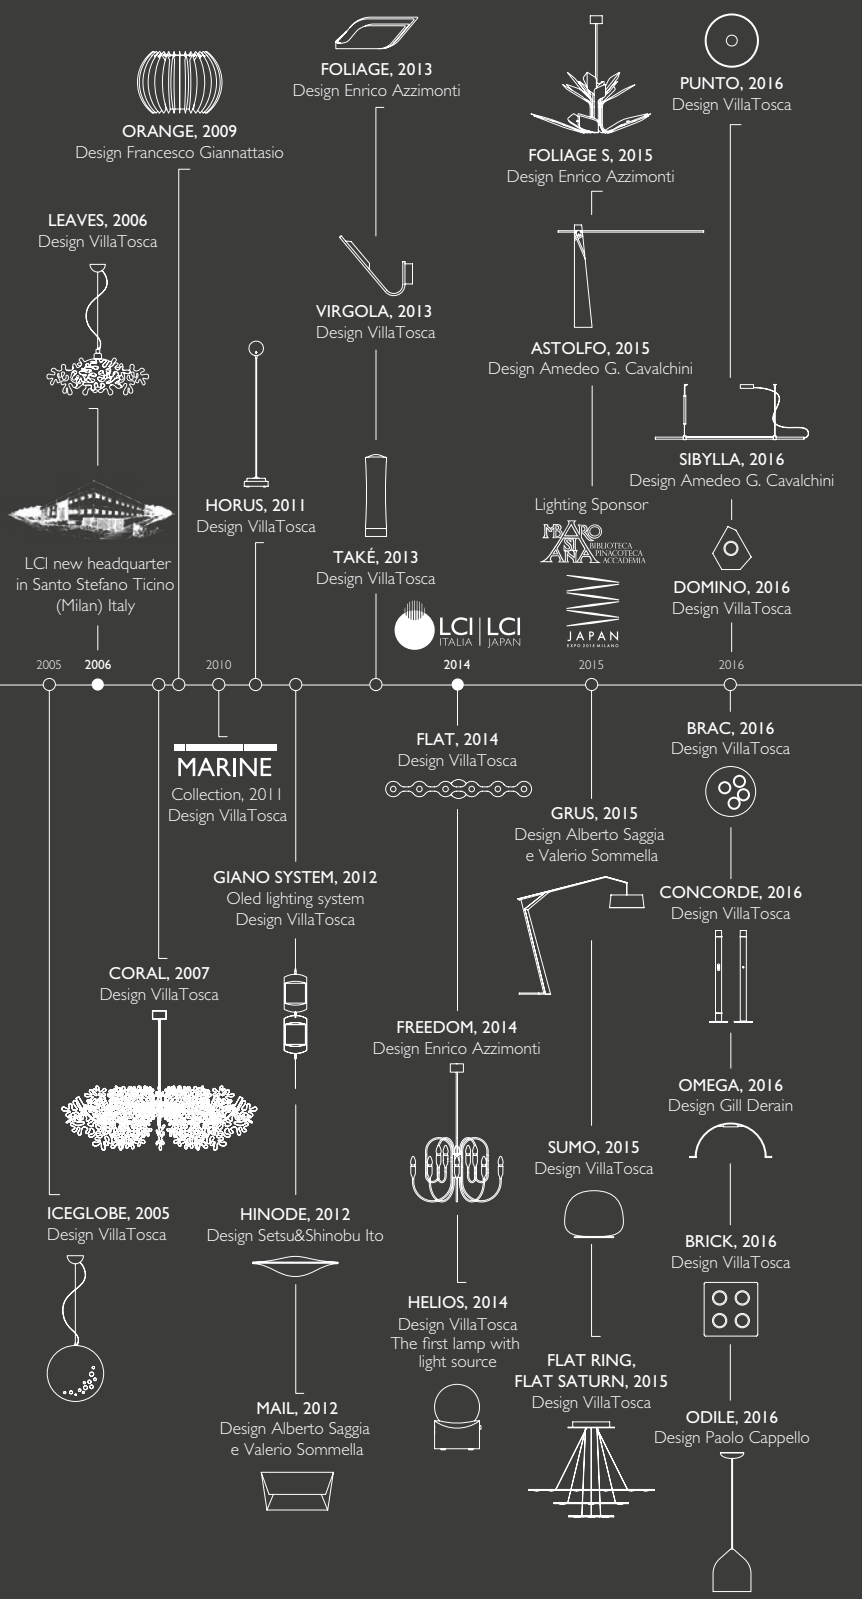 FOLIAGE, 2013
Design Enrico Azzimonti
ORANGE, 2009
Design Francesco Giannattasio
FOLIAGE S, 2015
Design Enrico Azzimonti
PUNTO, 2016
Design VillaTosca
LEAVES, 2006
Design VillaTosca
VIRGOLA, 2013
Design VillaTosca
ASTOLFO, 2015
Design Amedeo G. Cavalchini
SIBYLLA, 2016
Design Amedeo G. Cavalchini
HORUS, 2011
Design VillaTosca
Lighting Sponsor
AMBROSIANA
BIBLIOTECA
PINACOTECA
ACCADEMIA
LCI new headquarter
in Santo Stefano Ticino
(Milan) Italy
TAKÉ, 2013
Design VillaTosca
DOMINO, 2016
Design VillaTosca
LCI | LCI
ITALIA JAPAN
JAPAN
EXPO 2015 MILANO
2005
2006
2010
2014
2015
2016
MARINE
Collection, 2011
Design VillaTosca
FLAT, 2014
Design VillaTosca
BRAC, 2016
Design VillaTosca
GRUS, 2015
Design Alberto Saggia
e Valerio Sommella
GIANO SYSTEM, 2012
Oled lighting system
Design VillaTosca
CONCORDE, 2016
Design VillaTosca
CORAL, 2007
Design VillaTosca
FREEDOM, 2014
Design Enrico Azzimonti
OMEGA, 2016
Design Gill Derain
SUMO, 2015
Design VillaTosca
ICEGLOBE, 2005
Design VillaTosca
HINODE, 2012
Design Setsu&Shinobu Ito
BRICK, 2016
Design VillaTosca
HELIOS, 2014
Design VillaTosca
The first lamp with
light source
FLAT RING,
FLAT SATURN, 2015
Design VillaTosca
MAIL, 2012
Design Alberto Saggia
e Valerio Sommella
ODILE, 2016
Design Paolo Cappello